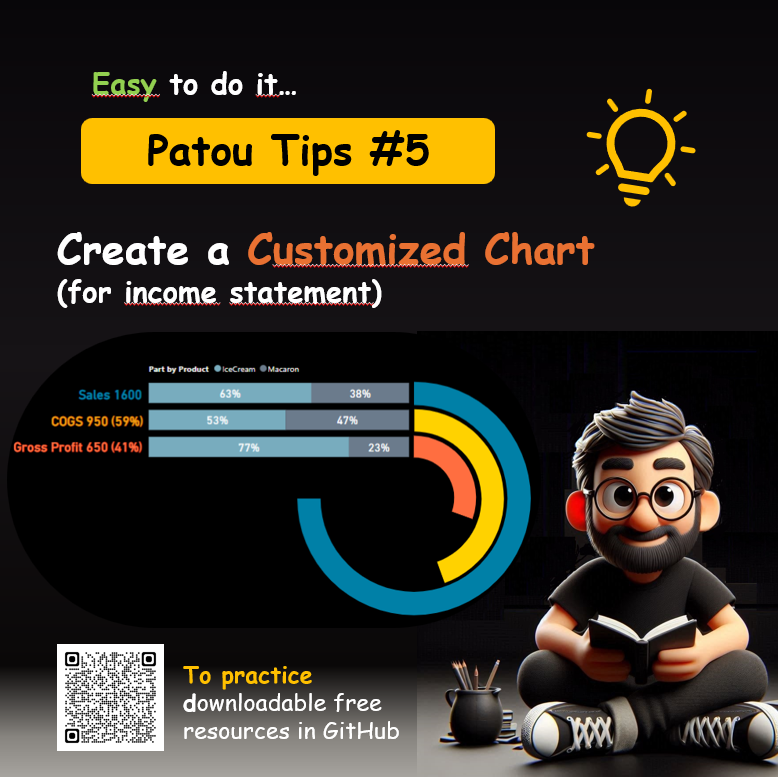 Easy to do it...
Patou Tips #5
Create a Customized Chart
(for income statement)
Part by Product IceCream Macaron
Sales 1600 63% 38%
COGS 950 (59%) 53% 47%
Gross Profit 650 (41%) 77% 23%
To practice
downloadable free
resources in GitHub